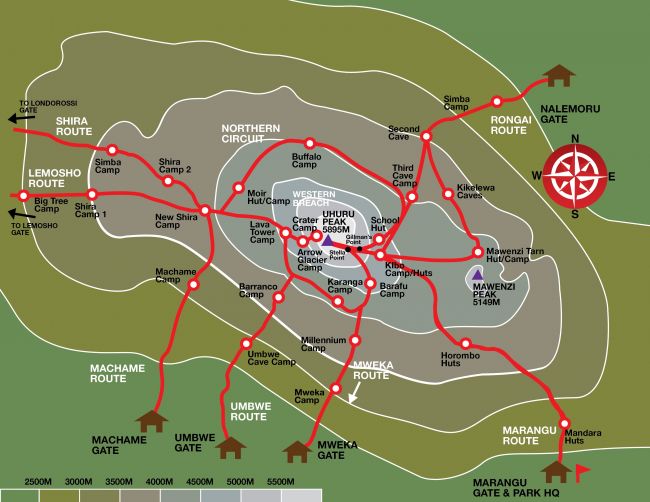 TO LONDOROSSI
GATE
SHIRA
ROUTE
LEMOSHO
ROUTE
Big Tree
Camp
TO LEMOSHO
GATE
Simba
Camp
Shira
Camp 1
Shira
Camp 2
New Shira
Camp
NORTHERN
CIRCUIT
Moir
Hut/Camp
Buffalo
Camp
WESTERN
BREACH
Lava
Tower
Camp
Crater
Camp
Arrow
Glacier
Camp
UHURU
PEAK
5895M
Gillman's
Point
Stella
Point
School
Hut
Third
Cave
Camp
Second
Cave
Simba
Camp
RONGAI
ROUTE
NALEMORU
GATE
N
W
E
S
Kikelewa
Caves
Mawenzi Tarn
Hut/Camp
MAWENZI
PEAK
5149M
KIbo
Camp/Huts
Barafu
Camp
Karanga
Camp
Barranco
Camp
Machame
Camp
Umbwe
Cave Camp
Millennium
Camp
Mweka
Camp
MWEKA
ROUTE
Horombo
Huts
MACHAME
ROUTE
UMBWE
ROUTE
MARANGU
ROUTE
Mandara
Huts
MACHAME
GATE
UMBWE
GATE
MWEKA
GATE
MARANGU
GATE & PARK HQ
2500M 3000M 3500M 4000M 4500M 5000M 5500M